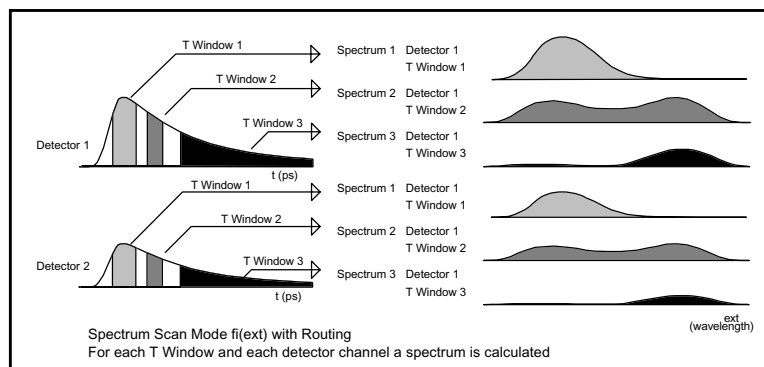 T Window 1
Spectrum 1 Detector 1
T Window 1
T Window 2
Spectrum 2 Detector 1
T Window 2
T Window 3
Spectrum 3 Detector 1
T Window 3
Detector 1
t (ps)
T Window 1
Spectrum 1 Detector 1
T Window 1
T Window 2
Spectrum 2 Detector 1
T Window 2
T Window 3
Spectrum 3 Detector 1
T Window 3
Detector 2
t (ps)
ext
(wavelength)
Spectrum Scan Mode fi(ext) with Routing
For each T Window and each detector channel a spectrum is calculated